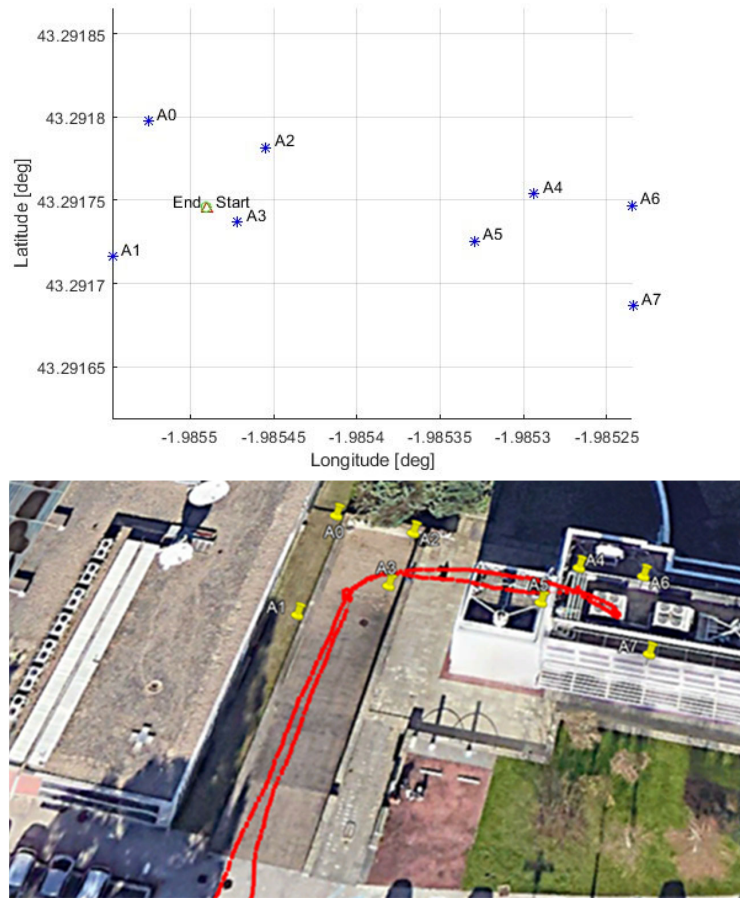 43.29185
43.2918
A0
A2
43.29175
End
Start
A3
A4
A5
A6
A1
43.2917
A7
43.29165
Latitude [deg]
-1.9855
-1.98545
-1.9854
-1.98535
-1.9853
-1.98525
Longitude [deg]
A0
A2
A3
A4
A5
A6
A1
A7